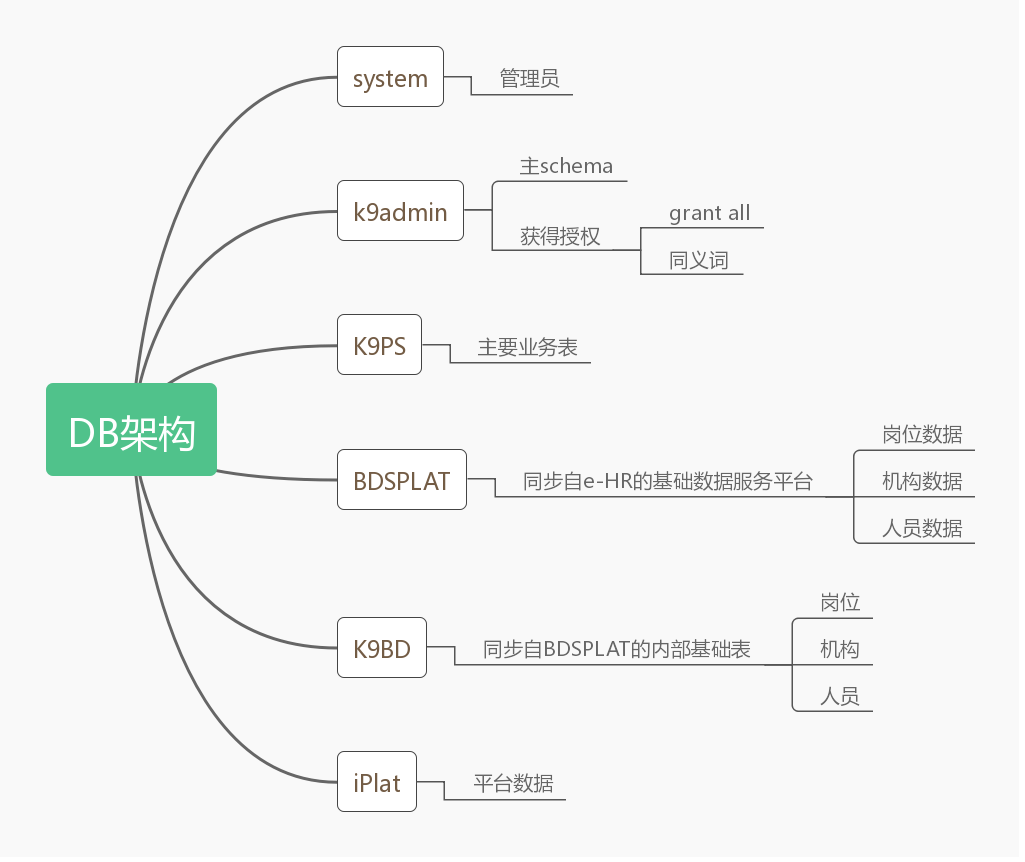 DB架构
system
管理员
k9admin
主schema
获得授权
grant all
同义词
K9PS
主要业务表
BDSPLAT
同步自e-HR的基础数据服务平台
岗位数据
机构数据
人员数据
K9BD
同步自BDSPLAT的内部基础表
岗位
机构
人员
iPlat
平台数据